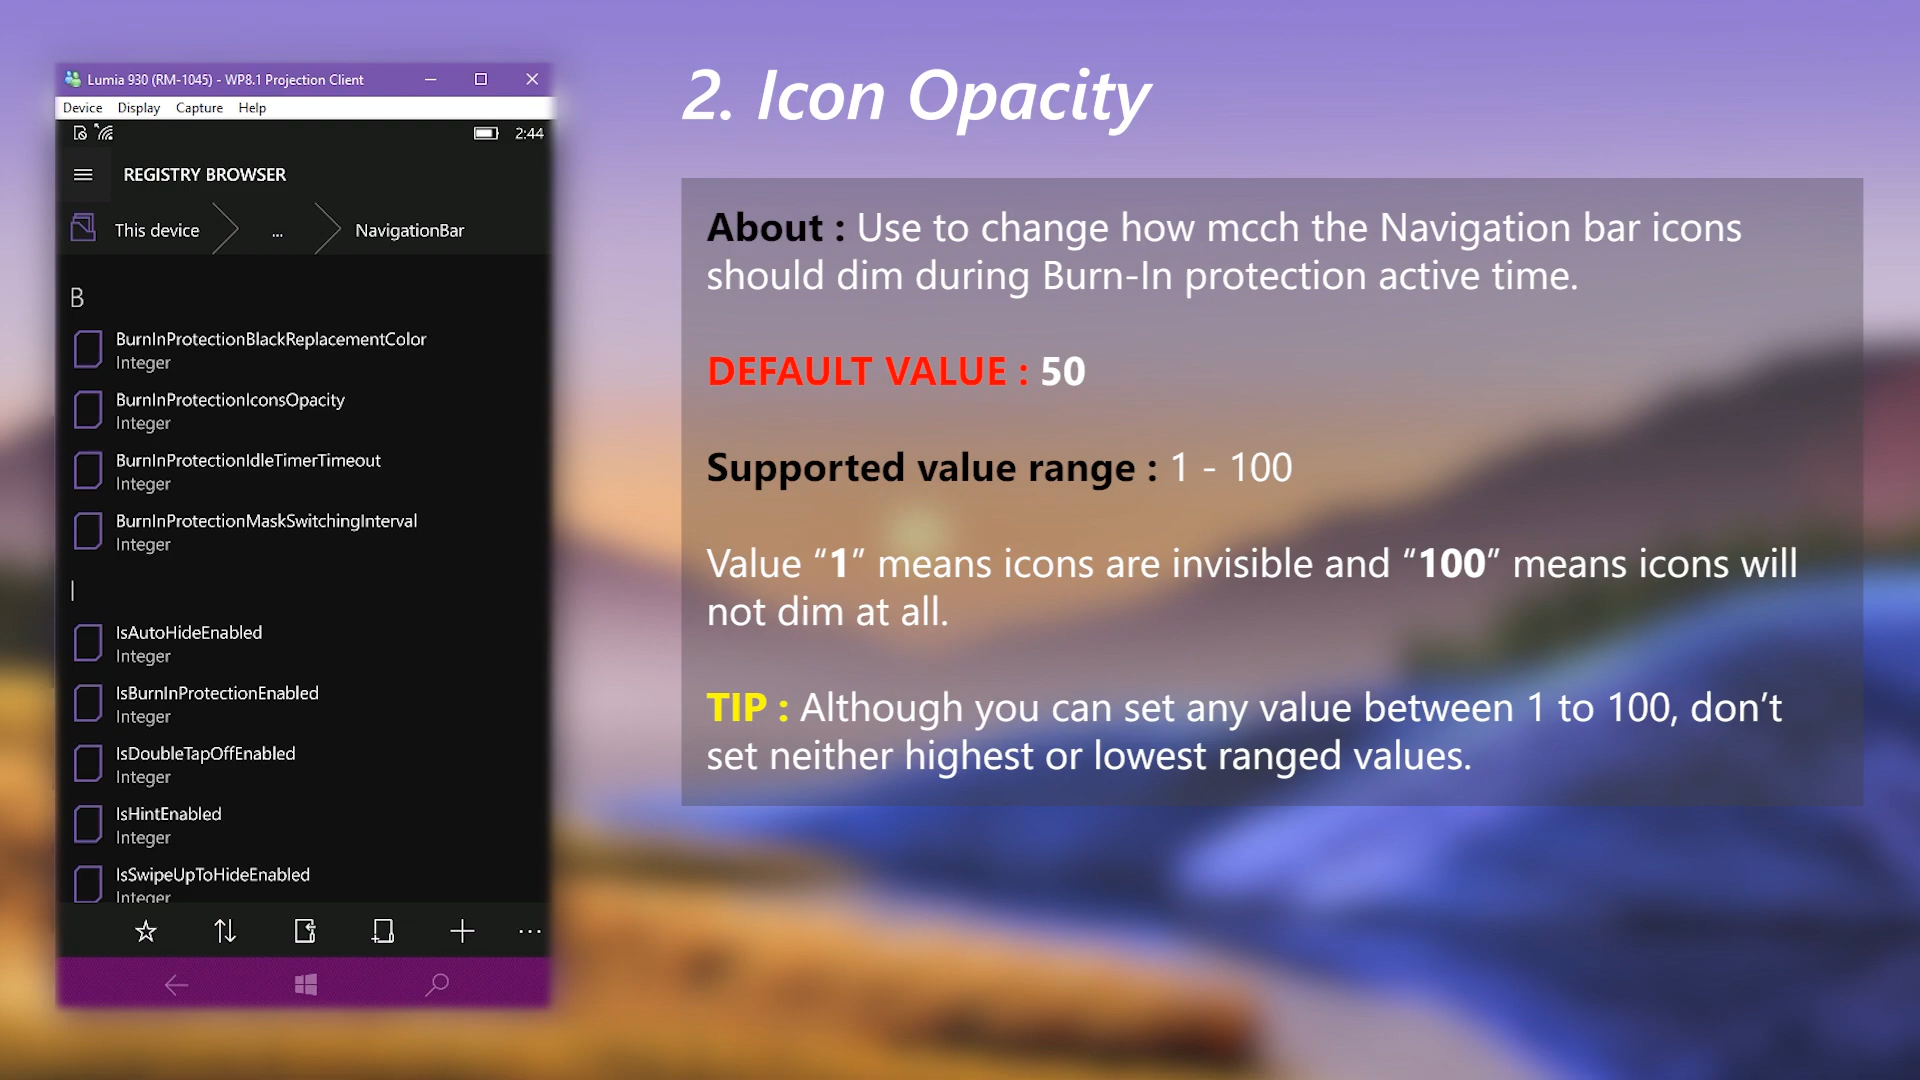 Lumia 930 (RM-1045) - WP8.1 Projection Client
Device Display Capture Help
2:44
REGISTRY BROWSER
This device ... NavigationBar
B
BurnInProtectionBlackReplacementColor
Integer
BurnInProtectionIconsOpacity
Integer
BurnInProtectionIdleTimerTimeout
Integer
BurnInProtectionMaskSwitchingInterval
Integer
I
IsAutoHideEnabled
Integer
IsBurnInProtectionEnabled
Integer
IsDoubleTapOffEnabled
Integer
IsHintEnabled
Integer
IsSwipeUpToHideEnabled
Integer
2. Icon Opacity
About : Use to change how mcch the Navigation bar icons
should dim during Burn-In protection active time.
DEFAULT VALUE : 50
Supported value range : 1 - 100
Value “1” means icons are invisible and “100” means icons will
not dim at all.
TIP : Although you can set any value between 1 to 100, don’t
set neither highest or lowest ranged values.